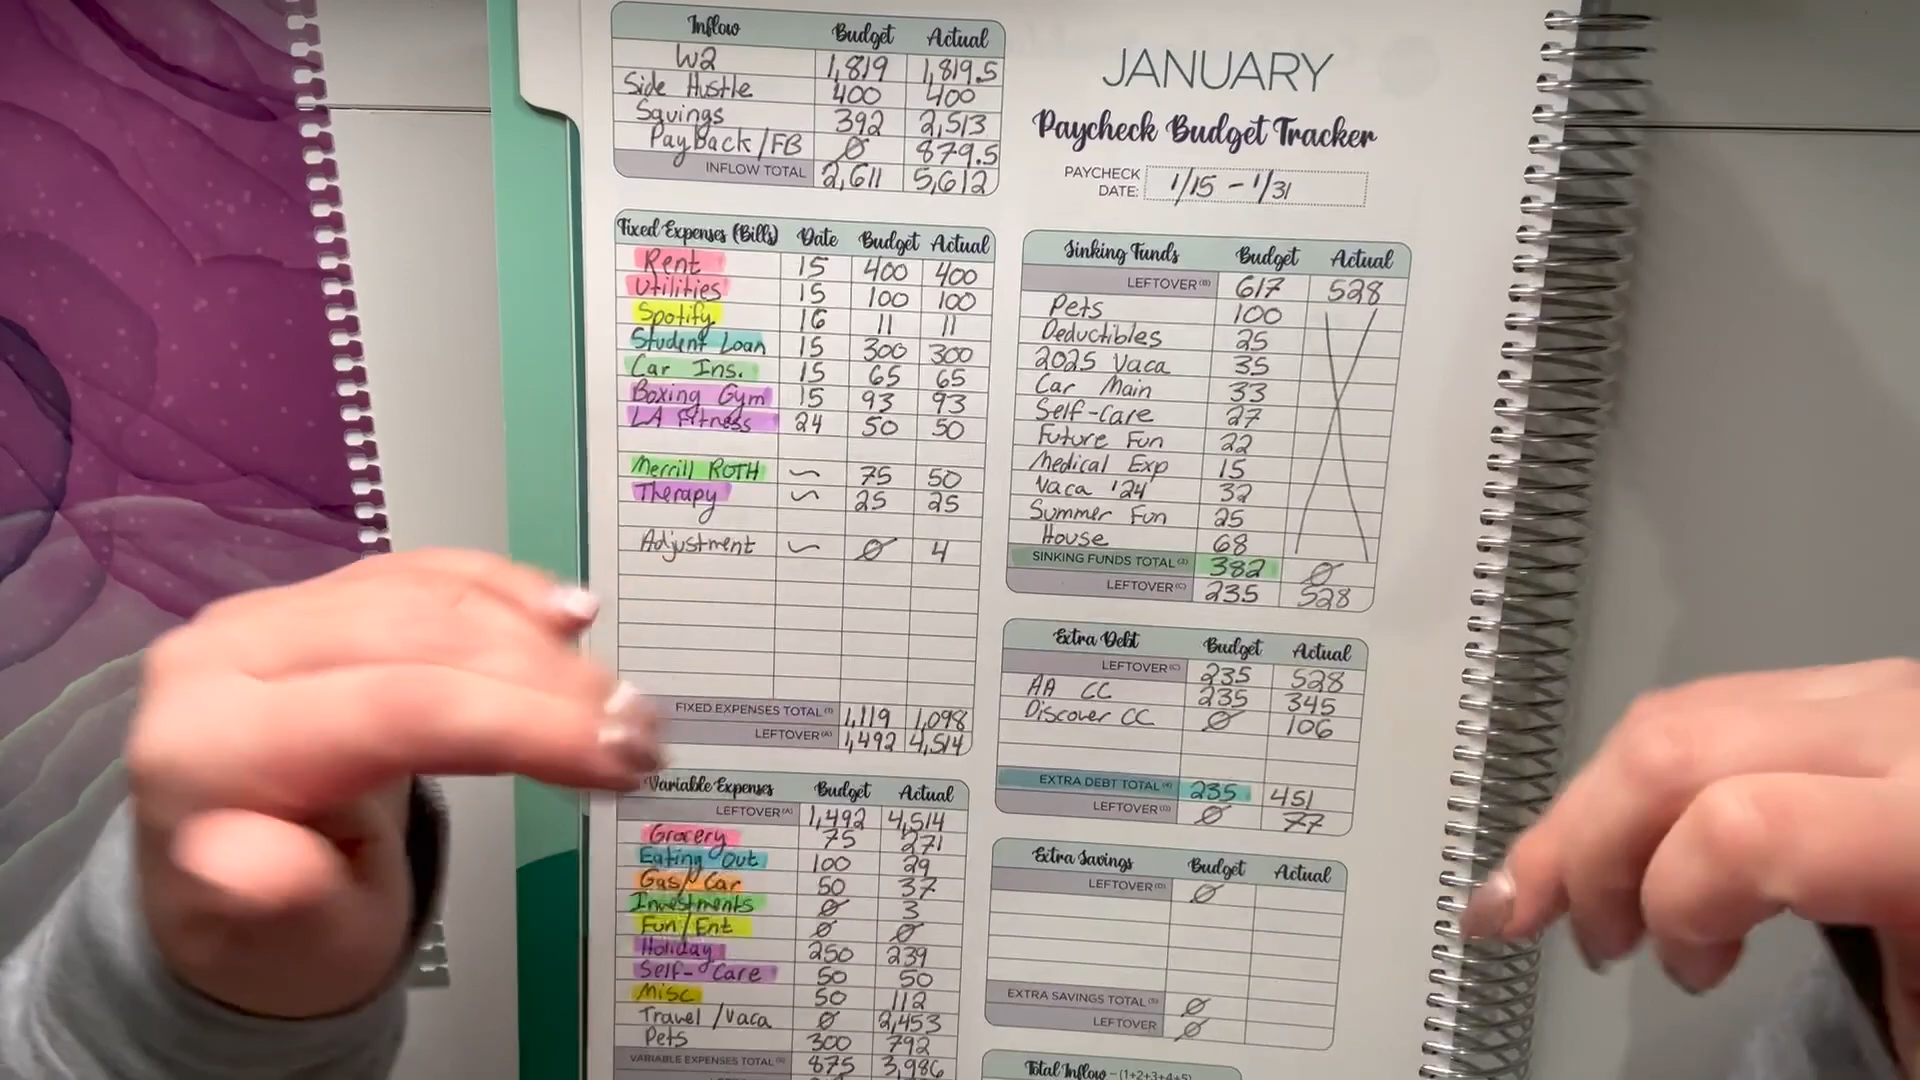 Inflow Budget Actual
W2 1,819 1,819.5
Side Hustle 400 400
Savings 392 2,513
PayBack/FB Ø 879.5
INFLOW TOTAL 2,611 5,612
JANUARY
Paycheck Budget Tracker
PAYCHECK DATE: 1/15 - 1/31
Fixed Expenses (Bills) Date Budget Actual
Rent 15 400 400
Utilities 15 100 100
Spotify 16 11 11
Student Loan 15 300 300
Car Ins. 15 65 65
Boxing Gym 15 93 93
LA Fitness 24 50 50
Merrill ROTH ~ 75 50
Therapy ~ 25 25
Adjustment ~ Ø 4
FIXED EXPENSES TOTAL (1) 1,119 1,098
LEFTOVER (A) 1,492 4,514
Variable Expenses Budget Actual
LEFTOVER (A) 1,492 4,514
Grocery 75 271
Eating Out 100 29
Gas/Car 50 37
Investments Ø 3
Fun/Ent Ø Ø
Holiday 250 239
Self-Care 50 50
Misc 50 112
Travel/Vaca Ø 2,453
Pets 300 792
VARIABLE EXPENSES TOTAL 875 3,986
Sinking Funds Budget Actual
LEFTOVER (B) 617 528
Pets 100
Deductibles 25
2025 Vaca 35
Car Main 33
Self-Care 27
Future Fun 22
Medical Exp 15
Vaca '24 32
Summer Fun 25
House 68
SINKING FUNDS TOTAL (3) 382 Ø
LEFTOVER (C) 235 528
Extra Debt Budget Actual
LEFTOVER (C) 235 528
AA CC 235 345
Discover CC Ø 106
EXTRA DEBT TOTAL (4) 235 451
LEFTOVER (D) Ø 77
Extra Savings Budget Actual
LEFTOVER (D) Ø
EXTRA SAVINGS TOTAL (5) Ø
LEFTOVER Ø
Total Inflow - (1+2+3+4+5)